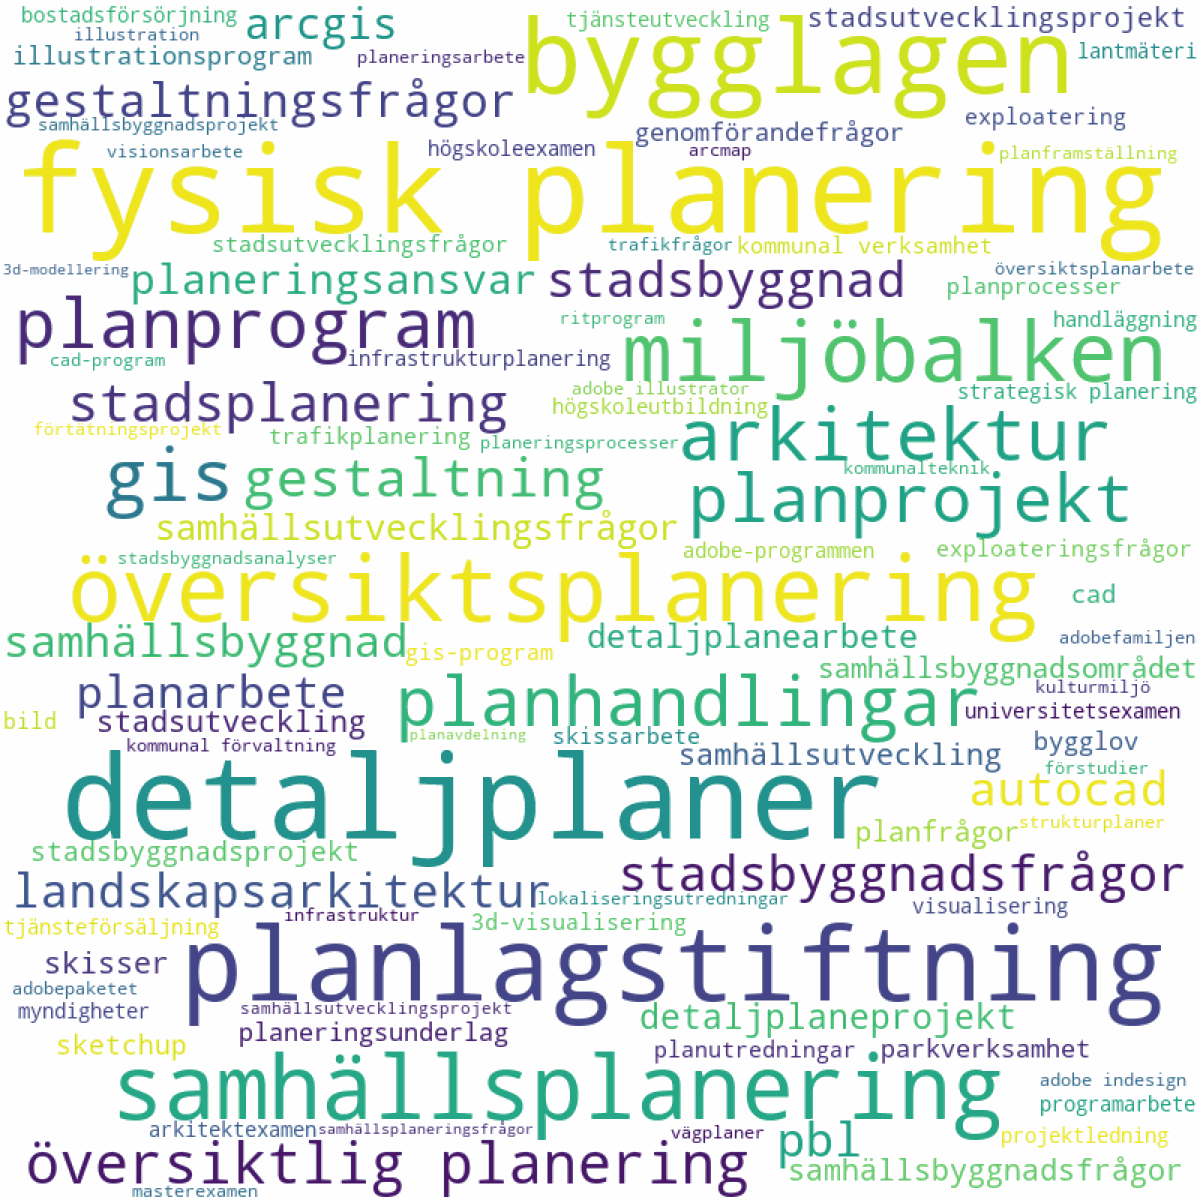 bostadsförsörjning
arcgis
tjänsteutveckling
stadsutvecklingsprojekt
illustration
bygglagen
illustrationsprogram
planeringsarbete
lantmäteri
gestaltningsfrågor
samhällsbyggnadsprojekt
genomförandefrågor
exploatering
visionsarbete
högskoleexamen
arcmap
planframställning
fysisk planering
stadsutvecklingsfrågor
trafikfrågor
kommunal verksamhet
3d-modellering
planeringsansvar
stadsbyggnad
översiktsplanarbete
planprocesser
planprogram
ritprogram
handläggning
cad-program
infrastrukturplanering
miljöbalken
stadsplanering
adobe illustrator
strategisk planering
högskoleutbildning
förtätningsprojekt
trafikplanering
planeringsprocesser
arkitektur
gis
gestaltning
kommunalteknik
planprojekt
samhällsutvecklingsfrågor
stadsbyggnadsanalyser
adobe-programmen
exploateringsfrågor
översiktsplanering
cad
samhällsbyggnad
gis-program
detaljplanearbete
adobefamiljen
samhällsbyggnadsområdet
planarbete
planhandlingar
kulturmiljö
bild
stadsutveckling
universitetsexamen
kommunal förvaltning
planavdelning
skissarbete
samhällsutveckling
bygglov
detaljplaner
förstudier
autocad
planfrågor
strukturplaner
stadsbyggnadsprojekt
stadsbyggnadsfrågor
landskapsarkitektur
lokaliseringsutredningar
visualisering
tjänsteförsäljning
infrastruktur
3d-visualisering
skisser
planlagstiftning
adobepaketet
myndigheter
samhällsutvecklingsprojekt
detaljplaneprojekt
planeringsunderlag
sketchup
planutredningar
parkverksamhet
samhällsplanering
adobe indesign
programarbete
arkitektexamen
samhällsplaneringsfrågor
vägplaner
pbl
projektledning
översiktlig planering
samhällsbyggnadsfrågor
masterexamen